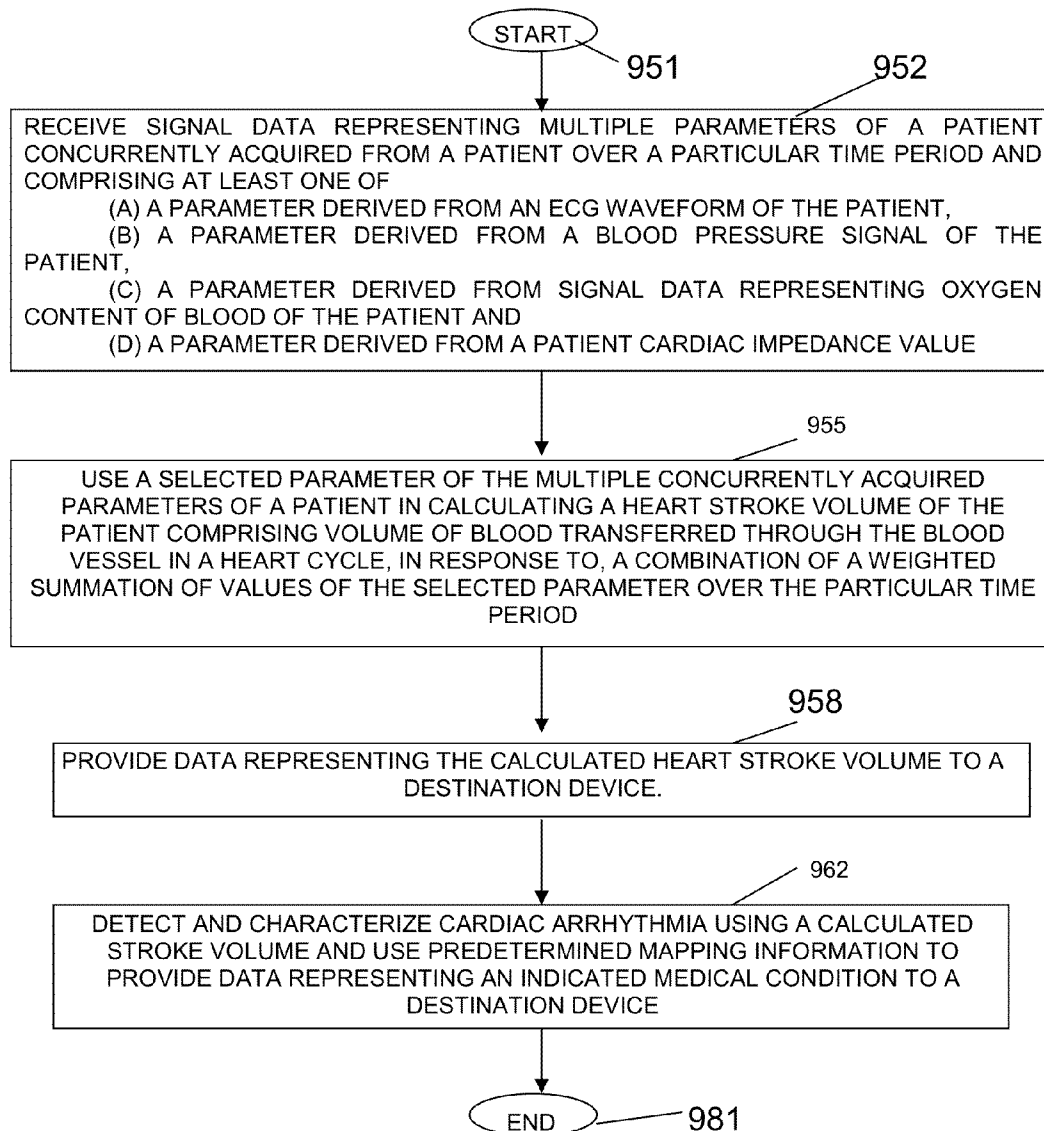 START
951
952
RECEIVE SIGNAL DATA REPRESENTING MULTIPLE PARAMETERS OF A PATIENT
CONCURRENTLY ACQUIRED FROM A PATIENT OVER A PARTICULAR TIME PERIOD AND
COMPRISING AT LEAST ONE OF
(A) A PARAMETER DERIVED FROM AN ECG WAVEFORM OF THE PATIENT,
(B) A PARAMETER DERIVED FROM A BLOOD PRESSURE SIGNAL OF THE
PATIENT,
(C) A PARAMETER DERIVED FROM SIGNAL DATA REPRESENTING OXYGEN
CONTENT OF BLOOD OF THE PATIENT AND
(D) A PARAMETER DERIVED FROM A PATIENT CARDIAC IMPEDANCE VALUE
955
USE A SELECTED PARAMETER OF THE MULTIPLE CONCURRENTLY ACQUIRED
PARAMETERS OF A PATIENT IN CALCULATING A HEART STROKE VOLUME OF THE
PATIENT COMPRISING VOLUME OF BLOOD TRANSFERRED THROUGH THE BLOOD
VESSEL IN A HEART CYCLE, IN RESPONSE TO, A COMBINATION OF A WEIGHTED
SUMMATION OF VALUES OF THE SELECTED PARAMETER OVER THE PARTICULAR TIME
PERIOD
958
PROVIDE DATA REPRESENTING THE CALCULATED HEART STROKE VOLUME TO A
DESTINATION DEVICE.
962
DETECT AND CHARACTERIZE CARDIAC ARRHYTHMIA USING A CALCULATED
STROKE VOLUME AND USE PREDETERMINED MAPPING INFORMATION TO
PROVIDE DATA REPRESENTING AN INDICATED MEDICAL CONDITION TO A
DESTINATION DEVICE
END
981